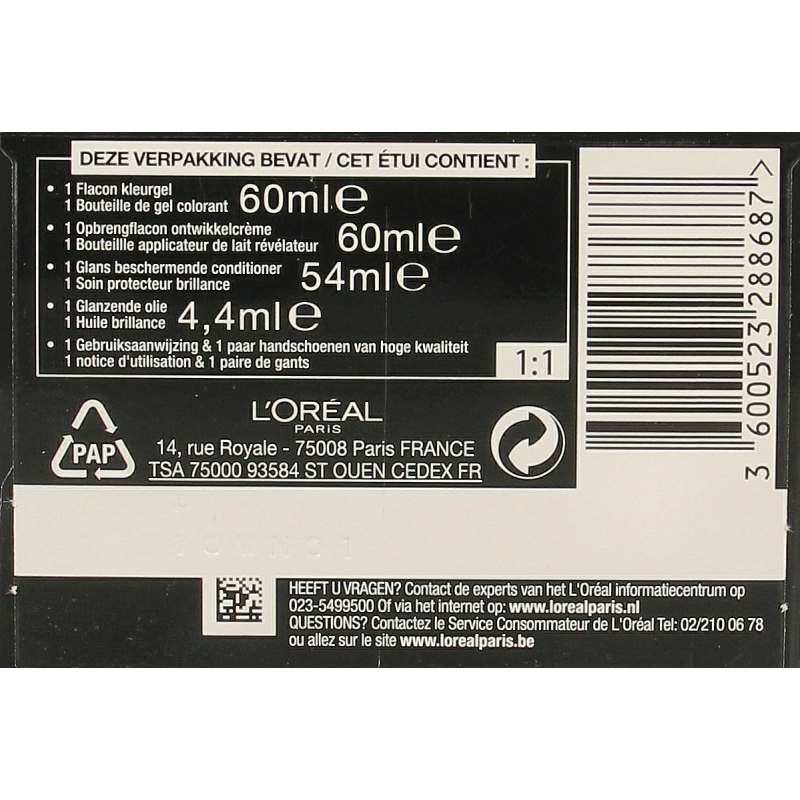 DEZE VERPAKKING BEVAT / CET ÉTUI CONTIENT :
• 1 Flacon kleurgel
1 Bouteille de gel colorant 60ml℮
• 1 Opbrengflacon ontwikkelcrème
1 Bouteillle applicateur de lait révélateur 60ml℮
• 1 Glans beschermende conditioner
1 Soin protecteur brillance 54ml℮
• 1 Glanzende olie
1 Huile brillance 4,4ml℮
• 1 Gebruiksaanwijzing & 1 paar handschoenen van hoge kwaliteit
1 notice d'utilisation & 1 paire de gants
1:1
3 600523 288687 >
PAP
L'ORÉAL
PARIS
14, rue Royale - 75008 Paris FRANCE
TSA 75000 93584 ST OUEN CEDEX FR
HEEFT U VRAGEN? Contact de experts van het L'Oréal informatiecentrum op
023-5499500 Of via het internet op: www.lorealparis.nl
QUESTIONS? Contactez le Service Consommateur de L'Oréal Tel: 02/210 06 78
ou allez sur le site www.lorealparis.be